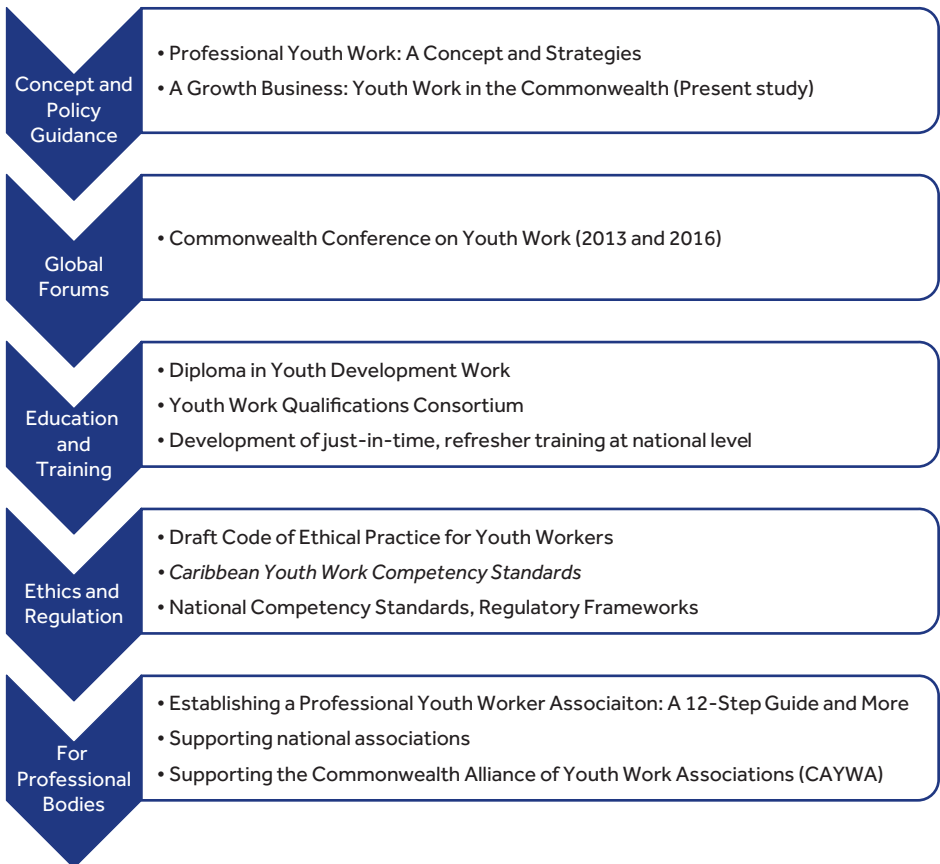 Concept and
Policy
Guidance
• Professional Youth Work: A Concept and Strategies
• A Growth Business: Youth Work in the Commonwealth (Present study)
Global
Forums
• Commonwealth Conference on Youth Work (2013 and 2016)
Education
and
Training
• Diploma in Youth Development Work
• Youth Work Qualifications Consortium
• Development of just-in-time, refresher training at national level
Ethics and
Regulation
• Draft Code of Ethical Practice for Youth Workers
• Caribbean Youth Work Competency Standards
• National Competency Standards, Regulatory Frameworks
For
Professional
Bodies
• Establishing a Professional Youth Worker Associaiton: A 12-Step Guide and More
• Supporting national associations
• Supporting the Commonwealth Alliance of Youth Work Associations (CAYWA)